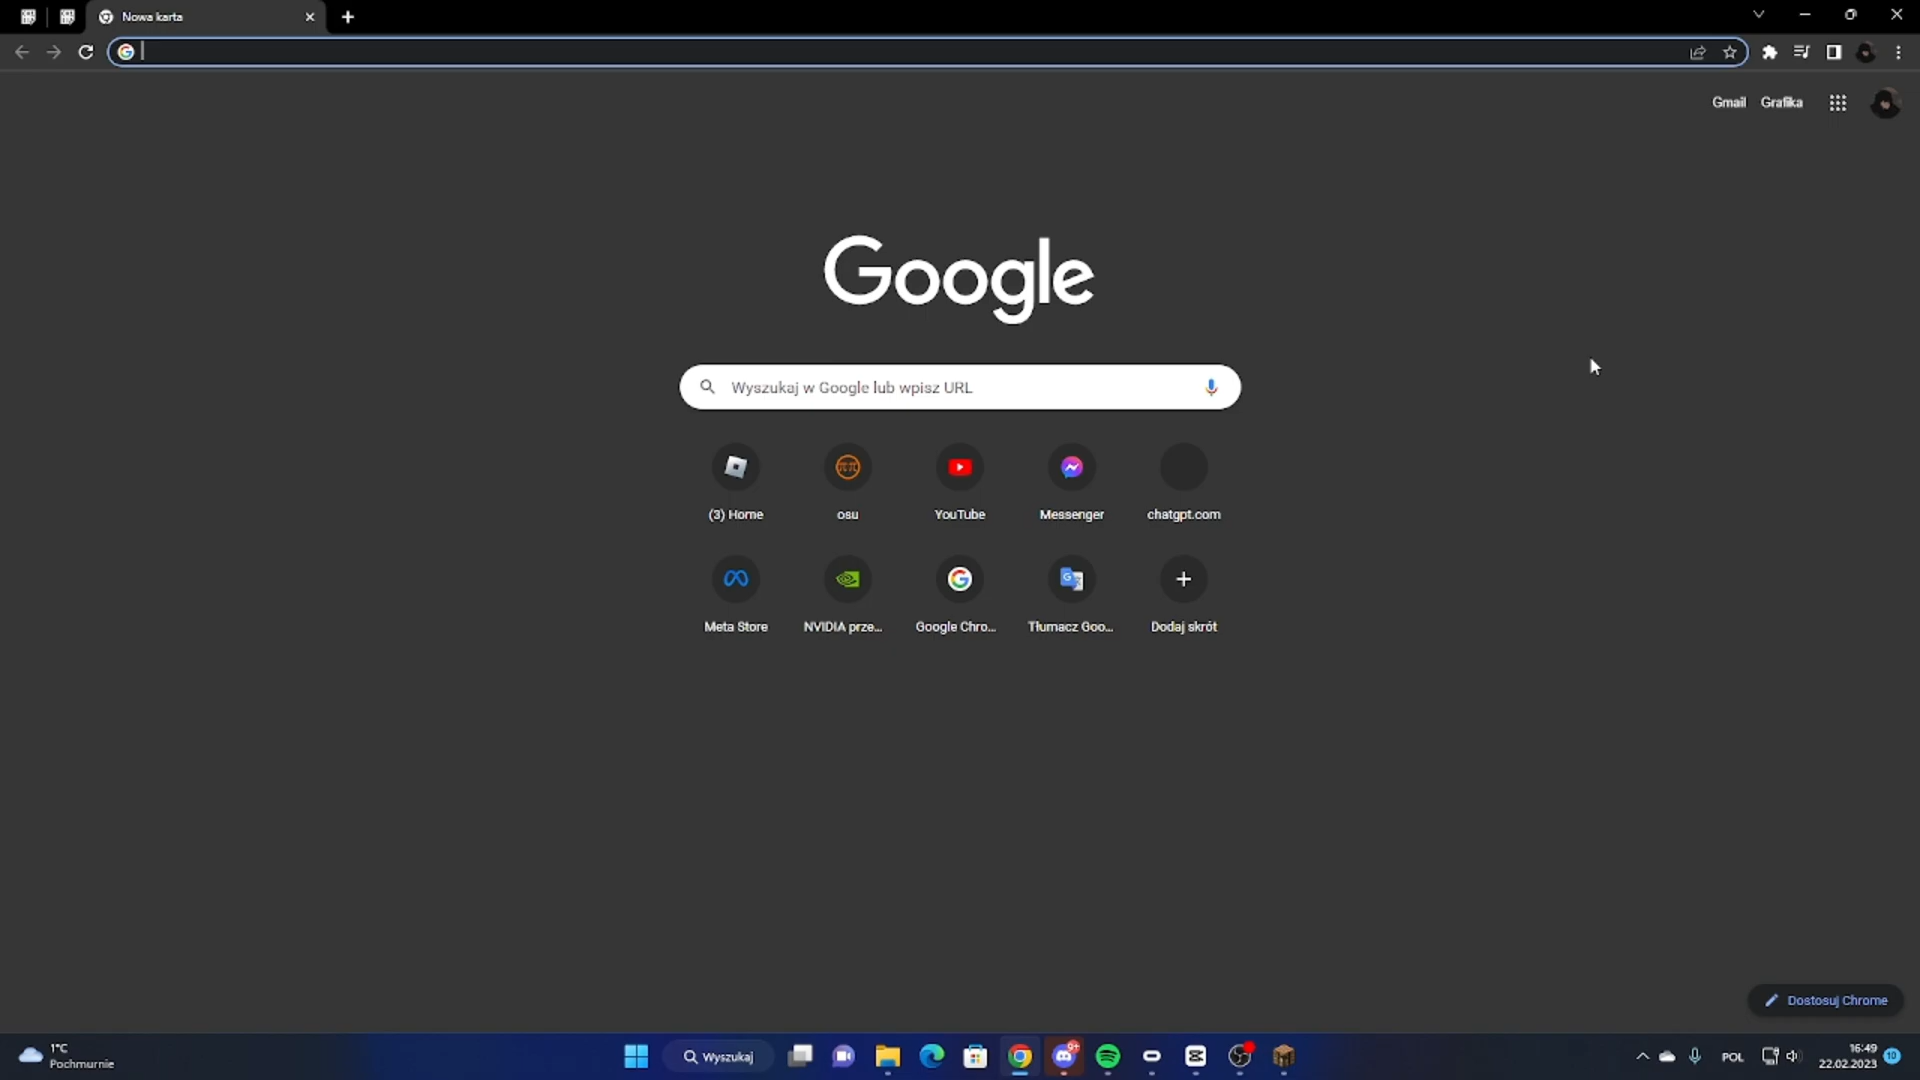 Nowa karta
Gmail Grafika
Google
Wyszukaj w Google lub wpisz URL
(3) Home osu YouTube Messenger chatgpt.com
Meta Store NVIDIA prze... Google Chro... Tłumacz Goo... Dodaj skrót
Dostosuj Chrome
1°C
Pochmurnie
Wyszukaj
9+
POL
16:49
22.02.2023
10